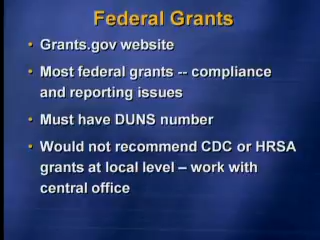 Federal Grants
• Grants.gov website
• Most federal grants -- compliance
and reporting issues
• Must have DUNS number
• Would not recommend CDC or HRSA
grants at local level – work with
central office